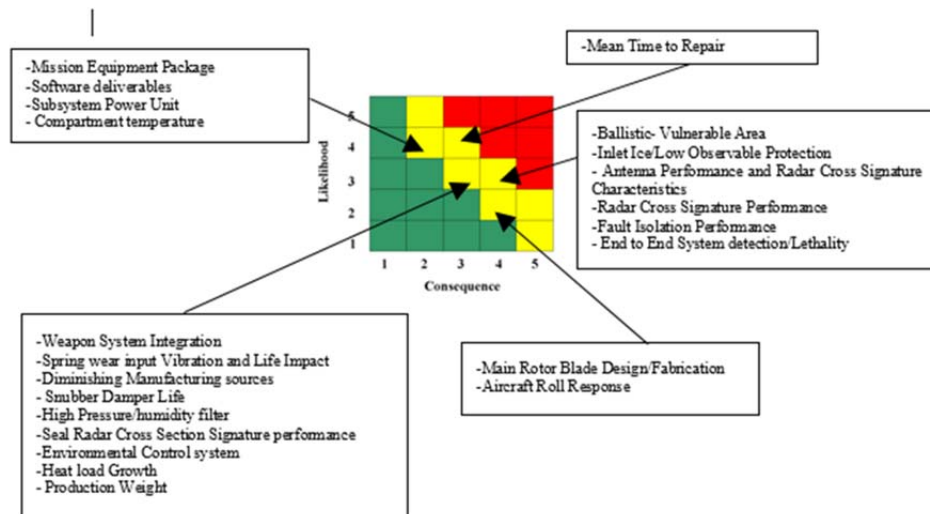 -Mission Equipment Package
-Software deliverables
-Subsystem Power Unit
- Compartment temperature
-Mean Time to Repair
-Ballistic- Vulnerable Area
-Inlet Ice/Low Observable Protection
- Antenna Performance and Radar Cross Signature
Characteristics
-Radar Cross Signature Performance
-Fault Isolation Performance
- End to End System detection/Lethality
Likelihood
5
4
3
2
1
1 2 3 4 5
Consequence
-Weapon System Integration
-Spring wear input Vibration and Life Impact
-Diminishing Manufacturing sources
- Snubber Damper Life
-High Pressure/humidity filter
-Seal Radar Cross Section Signature performance
-Environmental Control system
-Heat load Growth
- Production Weight
-Main Rotor Blade Design/Fabrication
-Aircraft Roll Response